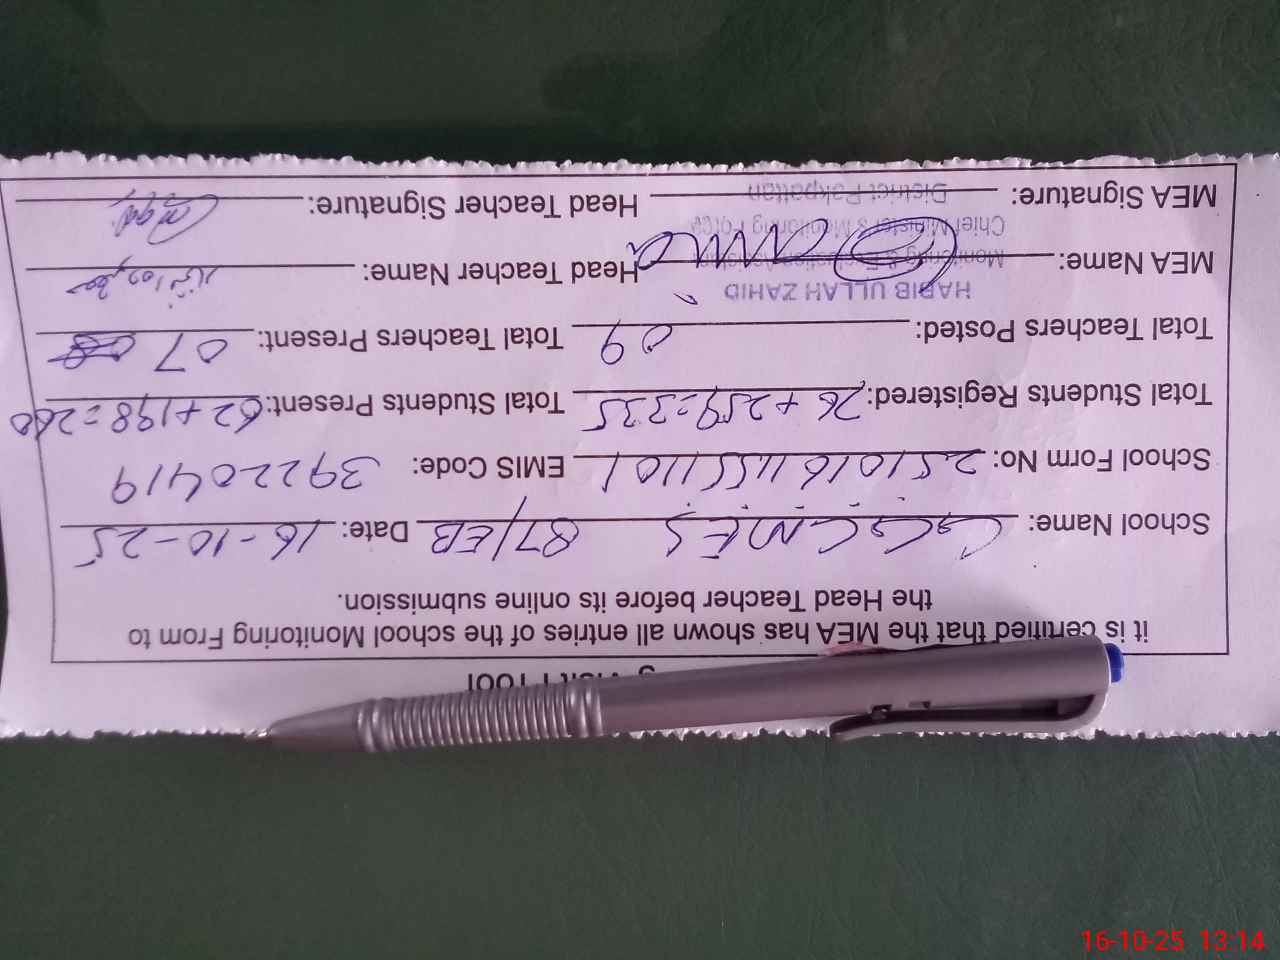 it is certified that the MEA has shown all entries of the school Monitoring From to
the Head Teacher before its online submission.
School Name: GGCMES 87/EB Date: 16-10-25
School Form No: EMIS Code: 39220419
Total Students Registered: 76+259=335 Total Students Present: 62+198=260
Total Teachers Posted: 09 Total Teachers Present: 07
HABIB ULLAH ZAHID
MEA Name: Head Teacher Name:
Monitoring & Evaluation Assistant
Chief Minister's Monitoring Force
MEA Signature: Head Teacher Signature:
District Pakpattan
16-10-25 13:14